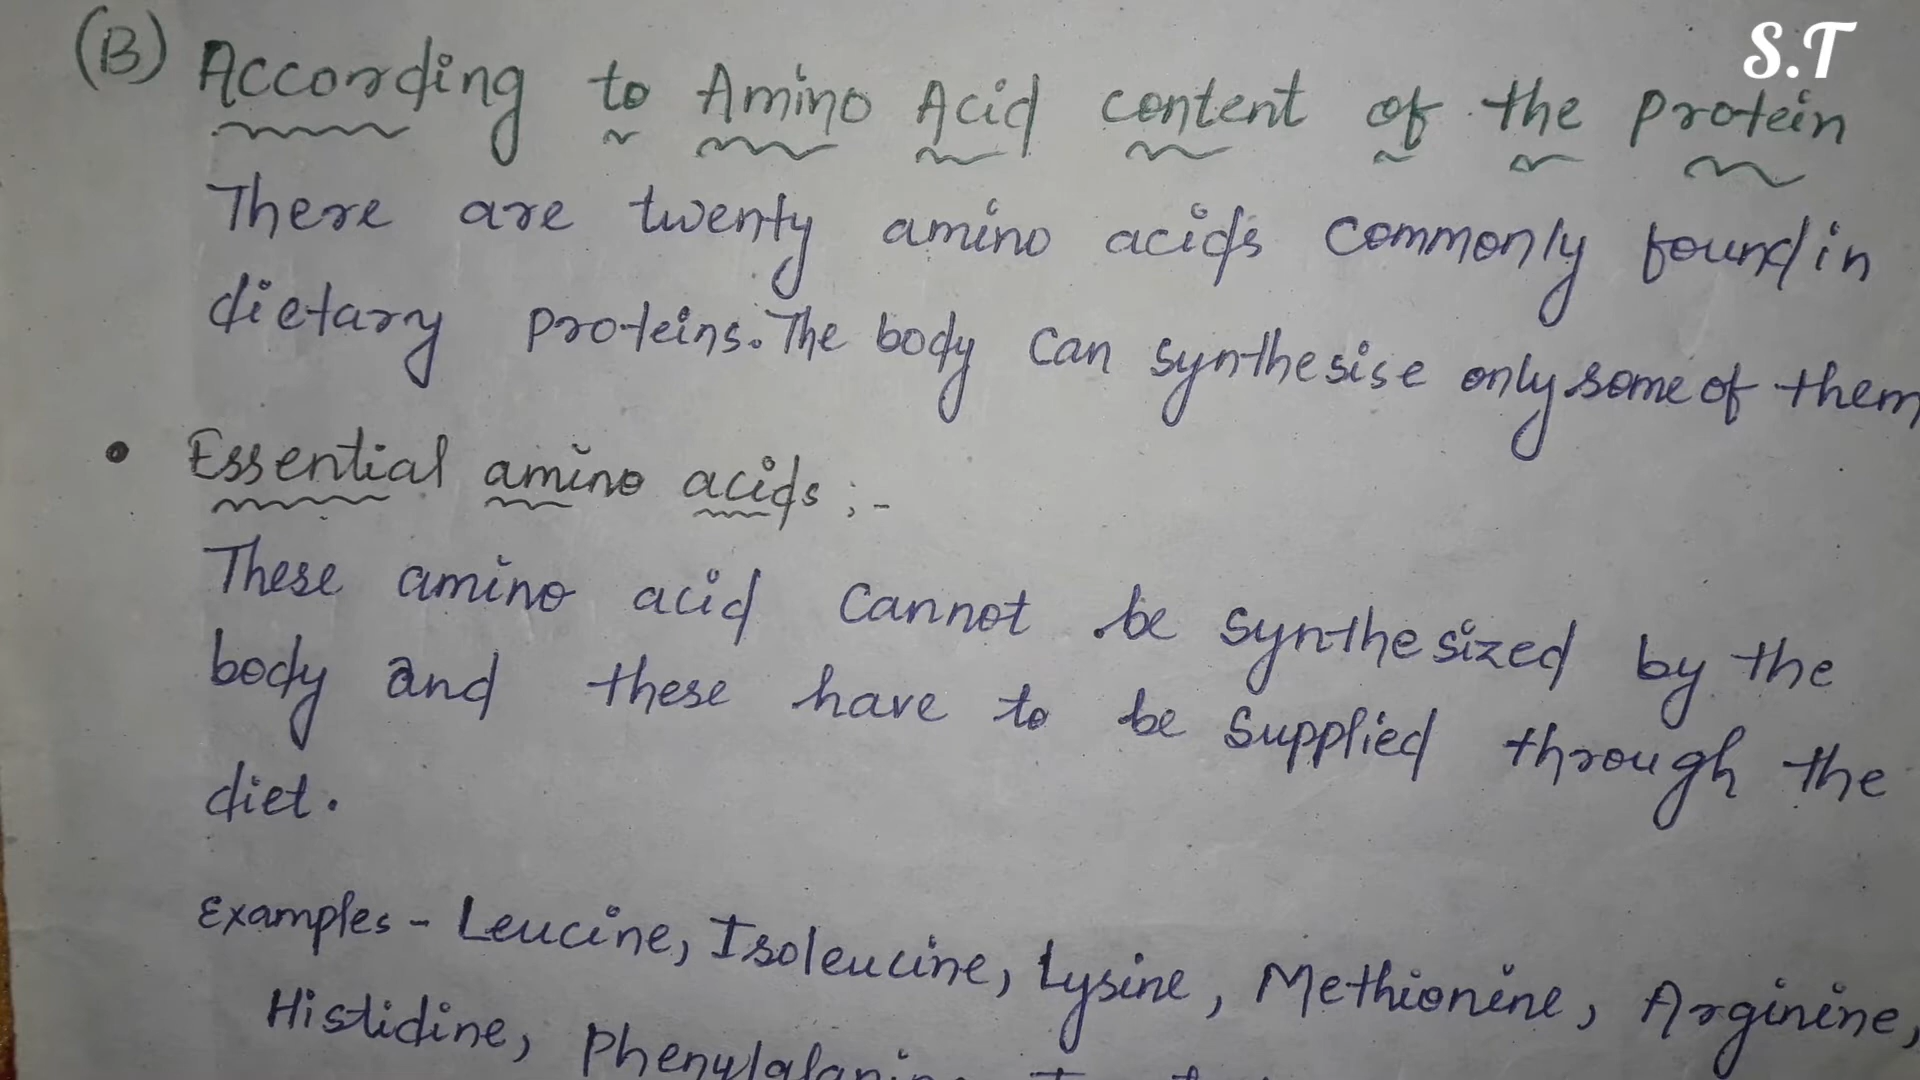 S.T
(B) According to Amino Acid content of the protein
There are twenty amino acids commonly found in
dietary proteins. The body can synthesise only some of them
• Essential amino acids :-
These amino acid cannot be synthesized by the
body and these have to be supplied through the
diet.
Examples - Leucine, Isoleucine, Lysine, Methionine, Arginine,
Histidine, Phenylalanine